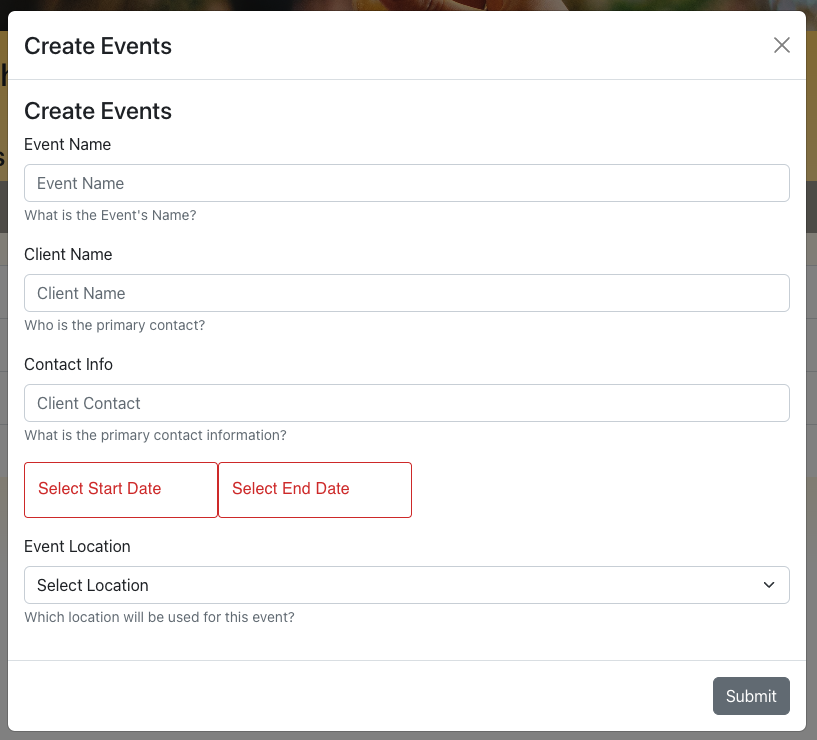 Create Events
Create Events
Event Name
Event Name
What is the Event's Name?
Client Name
Client Name
Who is the primary contact?
Contact Info
Client Contact
What is the primary contact information?
Select Start Date Select End Date
Event Location
Select Location
Which location will be used for this event?
Submit